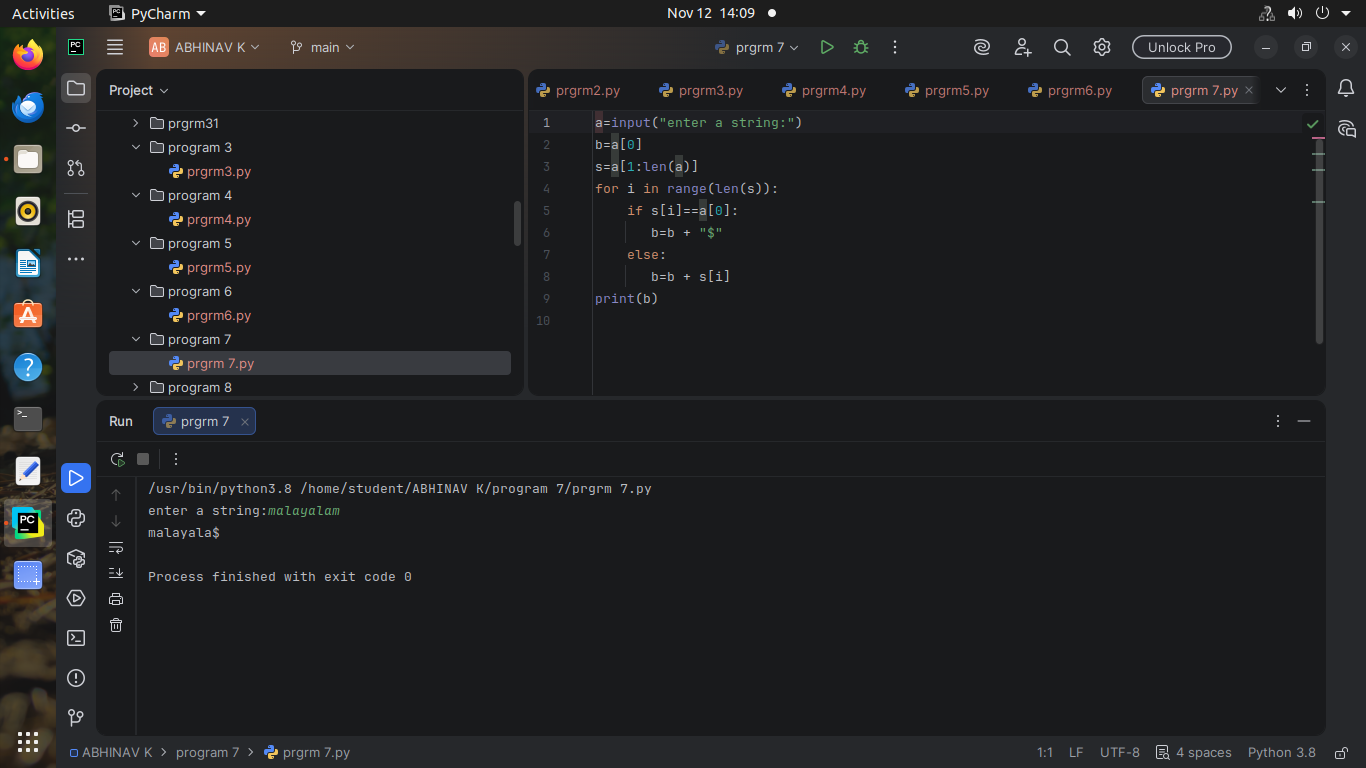 Activities PyCharm Nov 12 14:09
PC AB ABHINAV K main prgrm 7 Unlock Pro
Project
prgrm31
program 3
prgrm3.py
program 4
prgrm4.py
program 5
prgrm5.py
program 6
prgrm6.py
program 7
prgrm 7.py
program 8
prgrm2.py prgrm3.py prgrm4.py prgrm5.py prgrm6.py prgrm 7.py
1 a=input("enter a string:")
2 b=a[0]
3 s=a[1:len(a)]
4 for i in range(len(s)):
5 if s[i]==a[0]:
6 b=b + "$"
7 else:
8 b=b + s[i]
9 print(b)
10
Run prgrm 7
/usr/bin/python3.8 /home/student/ABHINAV K/program 7/prgrm 7.py
enter a string:malayalam
malayala$
Process finished with exit code 0
PC
ABHINAV K program 7 prgrm 7.py 1:1 LF UTF-8 4 spaces Python 3.8